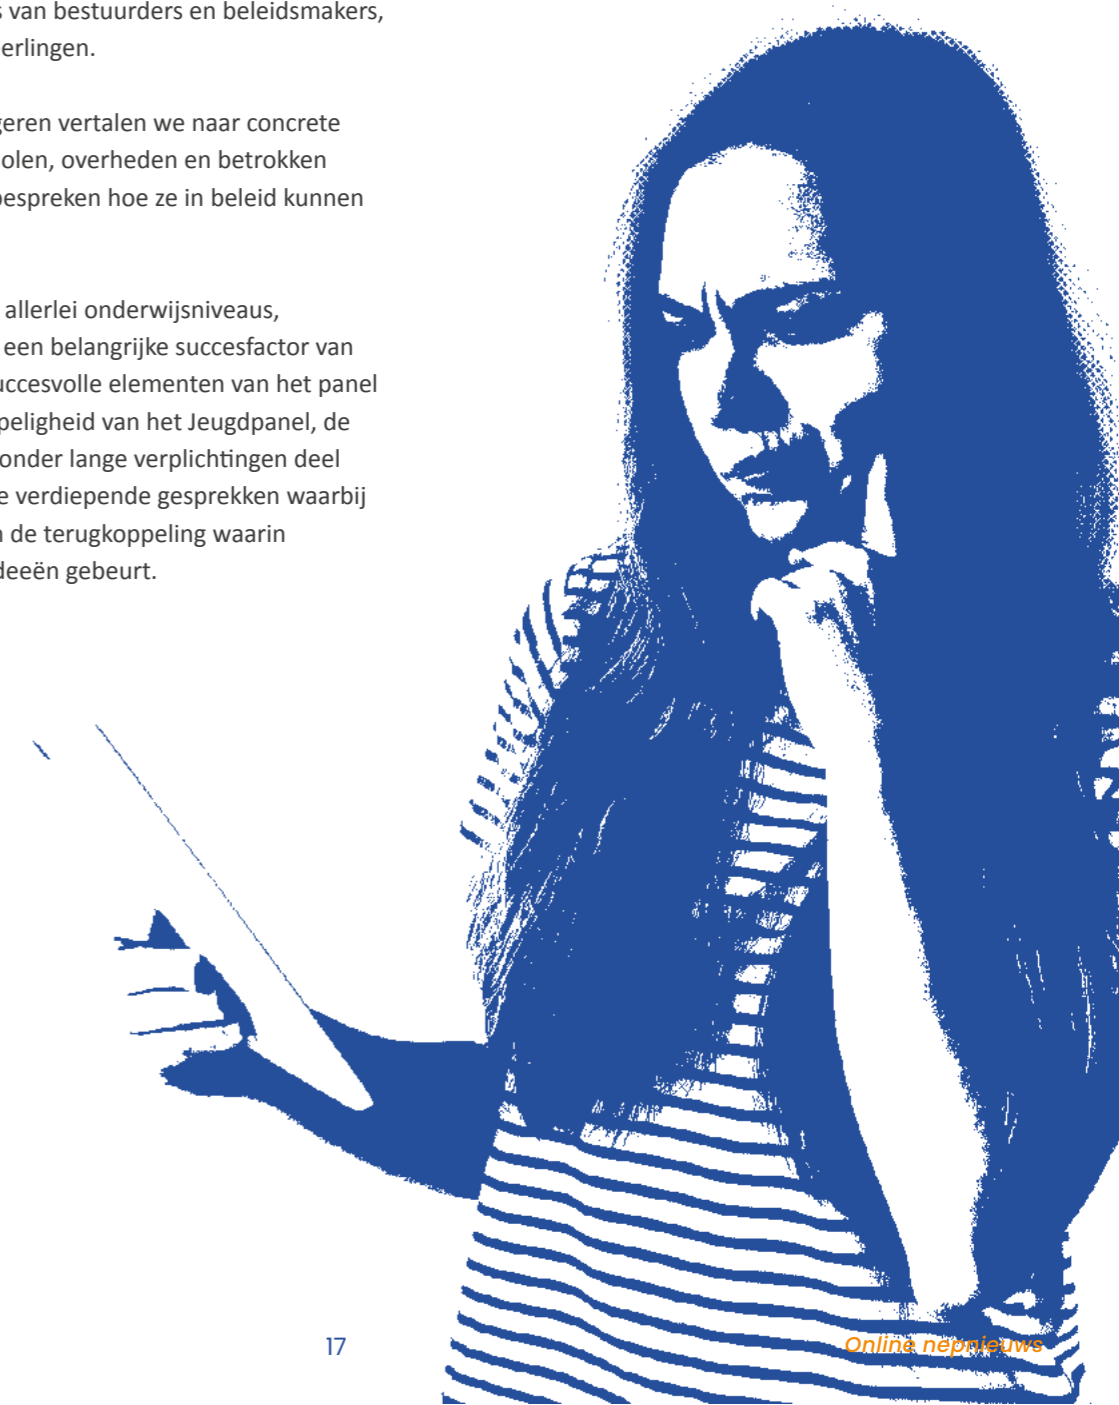 s van bestuurders en beleidsmakers,
erlingen.
geren vertalen we naar concrete
olen, overheden en betrokken
bespreken hoe ze in beleid kunnen
allerlei onderwijsniveaus,
een belangrijke succesfactor van
uccesvolle elementen van het panel
peligheid van het Jeugdpanel, de
onder lange verplichtingen deel
e verdiepende gesprekken waarbij
n de terugkoppeling waarin
deeën gebeurt.
17
Online nepnieuws